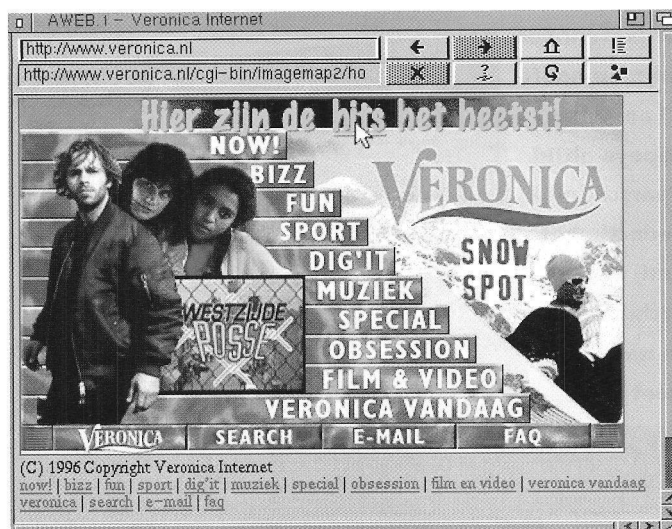 AWEB.I – Veronica Internet
http://www.veronica.nl
http://www.veronica.nl/cgi-bin/imagemap2/ho
Hier zijn de hits het heetst!
NOW!
BIZZ
FUN
SPORT
DIG'IT
MUZIEK
SPECIAL
OBSESSION
FILM & VIDEO
VERONICA VANDAAG
VERONICA
SNOW
SPOT
WESTZIJDE
POSSE
VERONICA SEARCH E-MAIL FAQ
(C) 1996 Copyright Veronica Internet
now! | bizz | fun | sport | dig'it | muziek | special | obsession | film en video | veronica vandaag
veronica | search | e-mail | faq